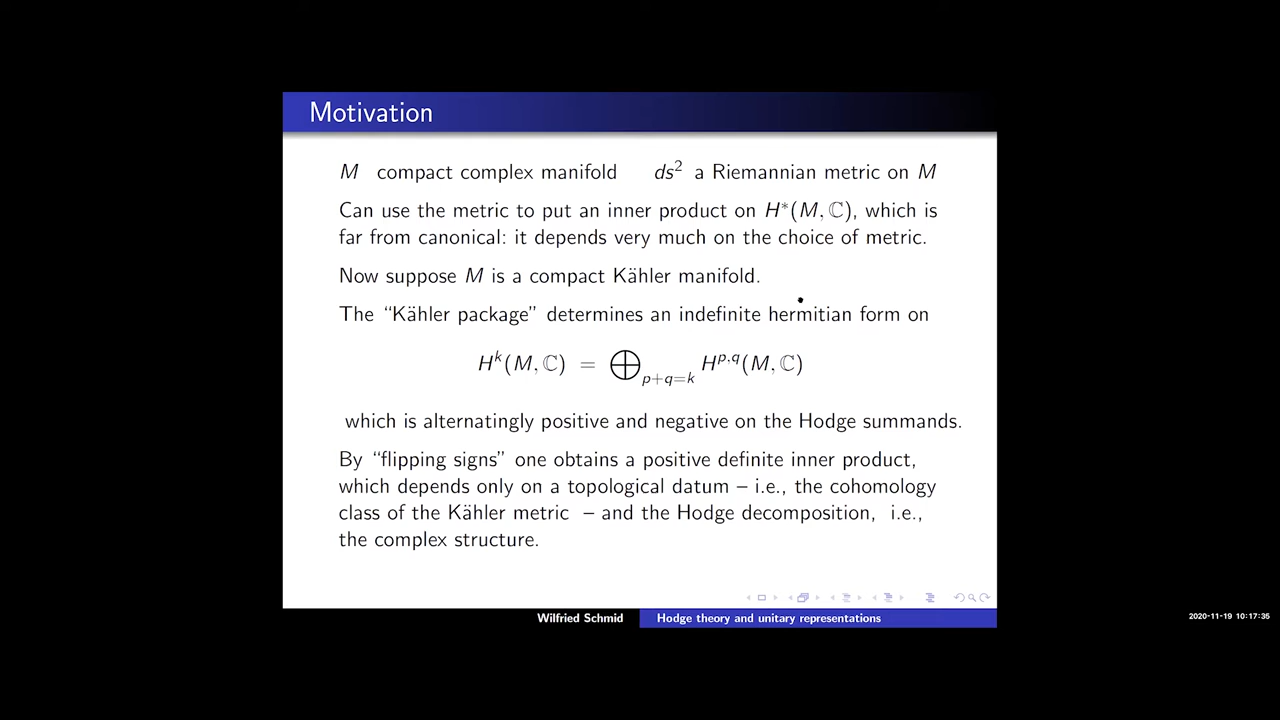 Motivation
M compact complex manifold ds² a Riemannian metric on M
Can use the metric to put an inner product on H*(M, ℂ), which is
far from canonical: it depends very much on the choice of metric.
Now suppose M is a compact Kähler manifold.
The “Kähler package” determines an indefinite hermitian form on
Hᵏ(M, ℂ) = ⨁_{p+q=k} H^{p,q}(M, ℂ)
which is alternatingly positive and negative on the Hodge summands.
By “flipping signs” one obtains a positive definite inner product,
which depends only on a topological datum – i.e., the cohomology
class of the Kähler metric – and the Hodge decomposition, i.e.,
the complex structure.
Wilfried Schmid Hodge theory and unitary representations
2020-11-19 10:17:35